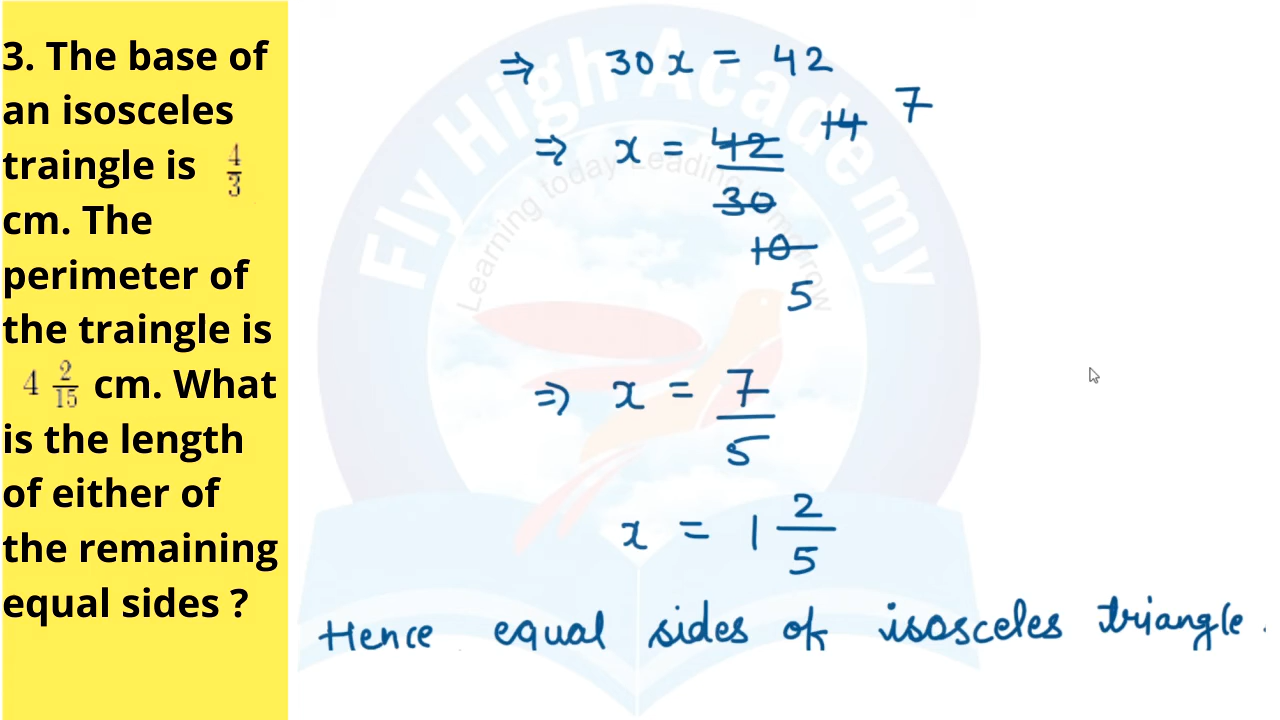 3. The base of
an isosceles
traingle is 4/3
cm. The
perimeter of
the traingle is
4 2/15 cm. What
is the length
of either of
the remaining
equal sides ?
Fly High Academy
Learning today Leading tomorrow
⇒ 30x = 42
⇒ x = 42/30 14 7
10
5
⇒ x = 7/5
x = 1 2/5
Hence equal sides of isosceles triangle.